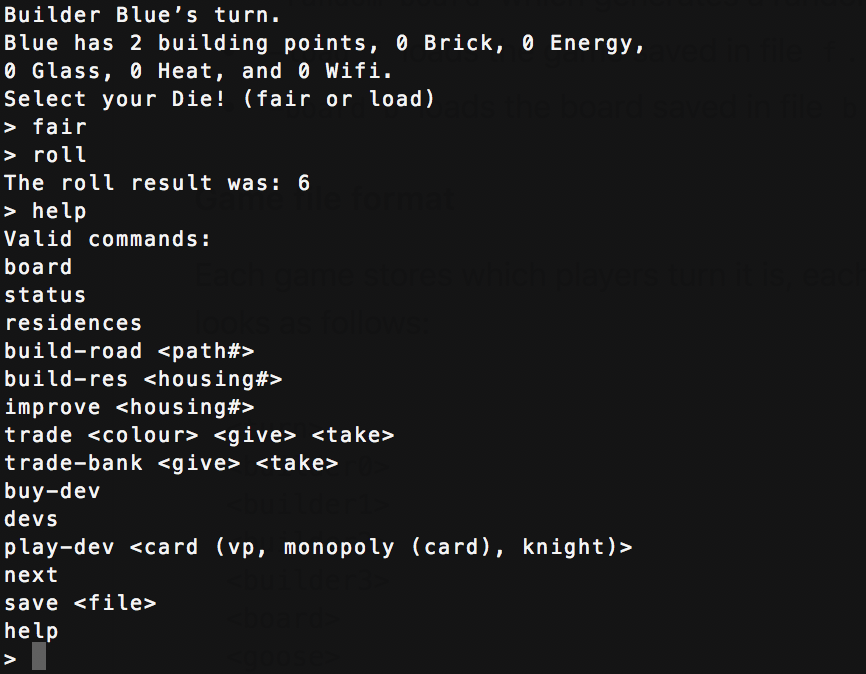 Builder Blue's turn.
Blue has 2 building points, 0 Brick, 0 Energy,
0 Glass, 0 Heat, and 0 Wifi.
Select your Die! (fair or load)
> fair
> roll
The roll result was: 6
> help
Valid commands:
board
status
residences
build-road <path#>
build-res <housing#>
improve <housing#>
trade <colour> <give> <take>
trade-bank <give> <take>
buy-dev
devs
play-dev <card (vp, monopoly (card), knight)>
next
save <file>
help
>